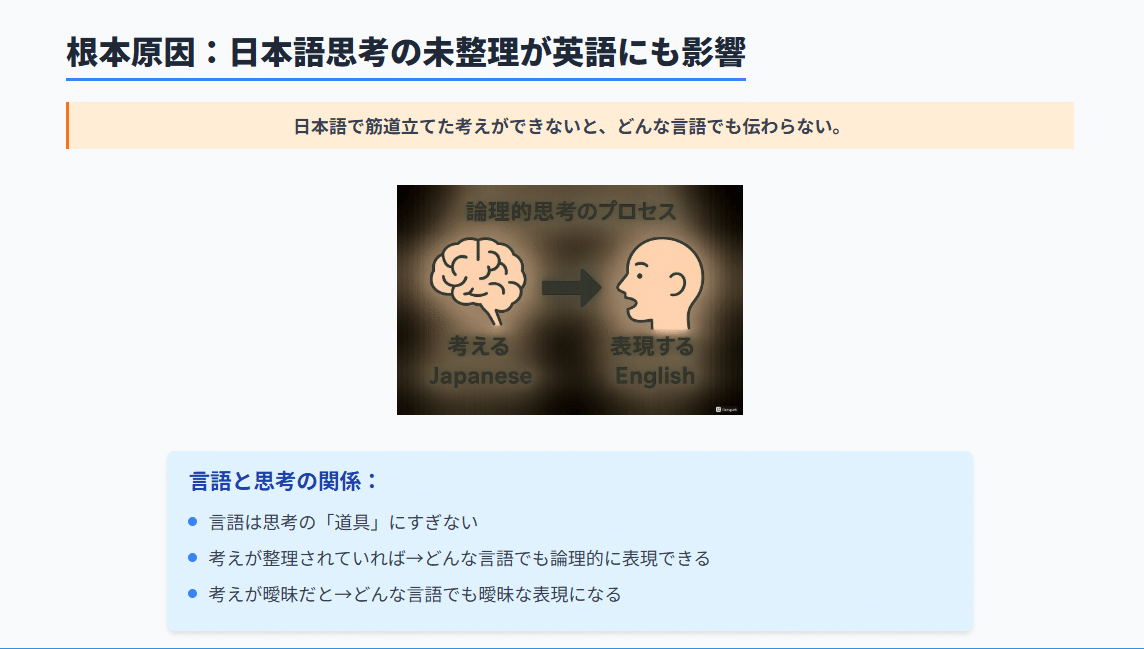 根本原因：日本語思考の未整理が英語にも影響
日本語で筋道立てた考えができないと、どんな言語でも伝わらない。
論理的思考のプロセス
考える
Japanese
表現する
English
言語と思考の関係：
言語は思考の「道具」にすぎない
考えが整理されていれば→どんな言語でも論理的に表現できる
考えが曖昧だと→どんな言語でも曖昧な表現になる